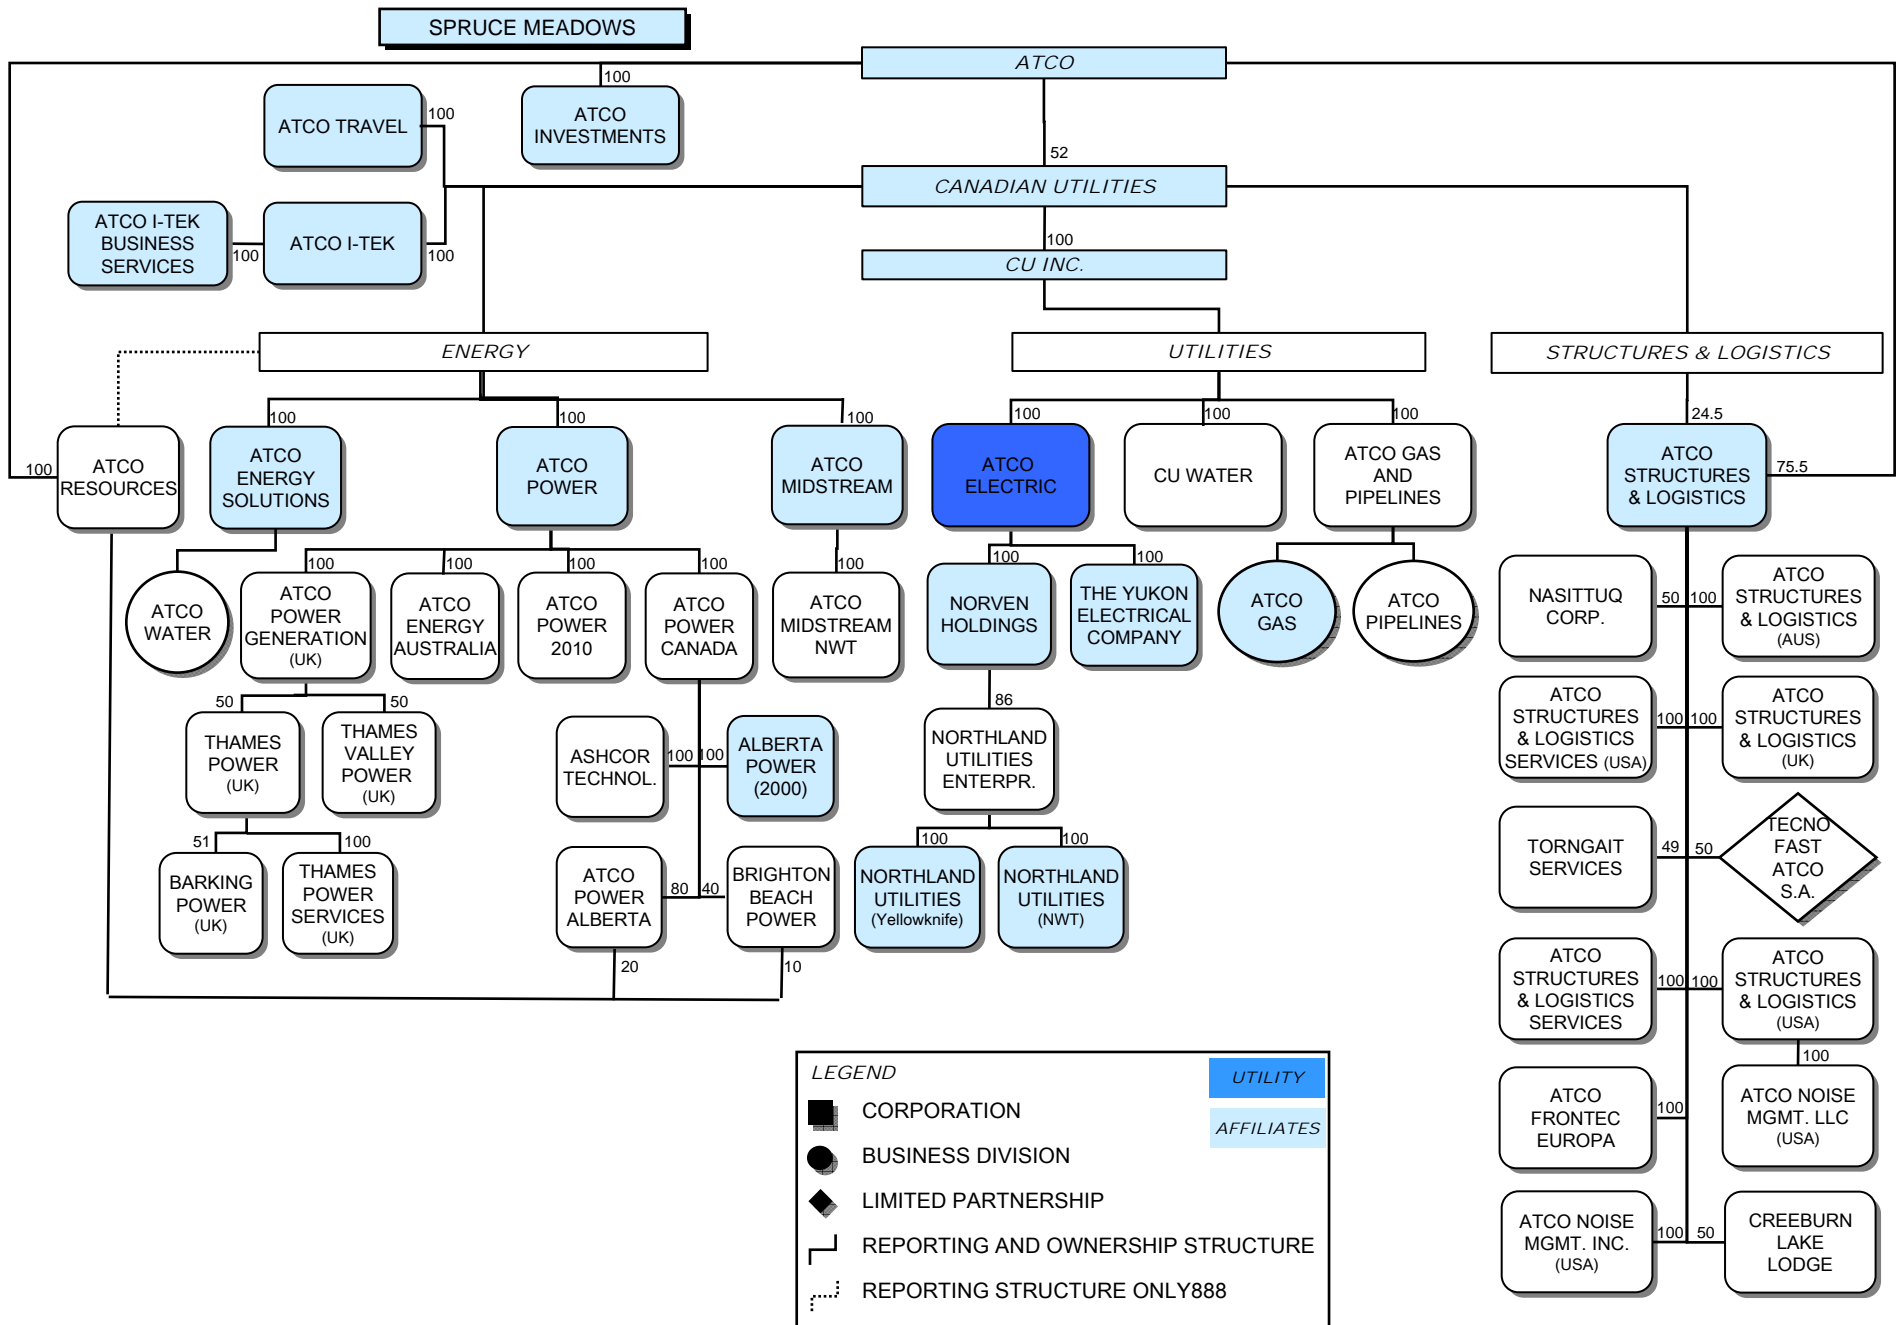 SPRUCE MEADOWS
ATCO
100
ATCO
INVESTMENTS
ATCO TRAVEL
100
52
CANADIAN UTILITIES
ATCO I-TEK
BUSINESS
SERVICES
100
ATCO I-TEK
100
100
CU INC.
ENERGY
UTILITIES
STRUCTURES & LOGISTICS
100
ATCO
RESOURCES
100
ATCO
ENERGY
SOLUTIONS
100
ATCO
POWER
100
ATCO
MIDSTREAM
100
ATCO
ELECTRIC
100
CU WATER
100
ATCO GAS
AND
PIPELINES
24.5
ATCO
STRUCTURES
& LOGISTICS
75.5
ATCO
WATER
100
ATCO
POWER
GENERATION
(UK)
100
ATCO
ENERGY
AUSTRALIA
100
ATCO
POWER
2010
100
ATCO
POWER
CANADA
100
ATCO
MIDSTREAM
NWT
100
NORVEN
HOLDINGS
100
THE YUKON
ELECTRICAL
COMPANY
ATCO
GAS
ATCO
PIPELINES
NASITTUQ
CORP.
50
100
ATCO
STRUCTURES
& LOGISTICS
(AUS)
50
THAMES
POWER
(UK)
50
THAMES
VALLEY
POWER
(UK)
ASHCOR
TECHNOL.
100
100
ALBERTA
POWER
(2000)
86
NORTHLAND
UTILITIES
ENTERPR.
ATCO
STRUCTURES
& LOGISTICS
SERVICES (USA)
100
100
ATCO
STRUCTURES
& LOGISTICS
(UK)
51
BARKING
POWER
(UK)
100
THAMES
POWER
SERVICES
(UK)
ATCO
POWER
ALBERTA
80
40
BRIGHTON
BEACH
POWER
100
NORTHLAND
UTILITIES
(Yellowknife)
100
NORTHLAND
UTILITIES
(NWT)
TORNGAIT
SERVICES
49
50
TECNO
FAST
ATCO
S.A.
20
10
ATCO
STRUCTURES
& LOGISTICS
SERVICES
100
100
ATCO
STRUCTURES
& LOGISTICS
(USA)
100
ATCO
FRONTEC
EUROPA
100
ATCO NOISE
MGMT. LLC
(USA)
ATCO NOISE
MGMT. INC.
(USA)
100
50
CREEBURN
LAKE
LODGE
LEGEND
UTILITY
AFFILIATES
CORPORATION
BUSINESS DIVISION
LIMITED PARTNERSHIP
REPORTING AND OWNERSHIP STRUCTURE
REPORTING STRUCTURE ONLY888